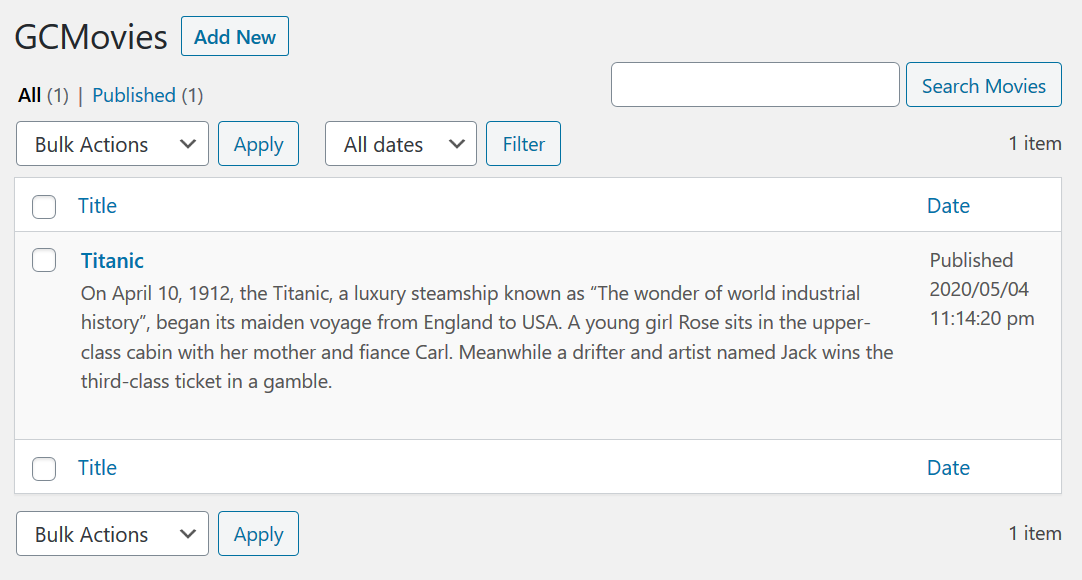 GCMovies Add New
All (1) | Published (1)
Search Movies
Bulk Actions Apply All dates Filter 1 item
Title Date
Titanic Published
On April 10, 1912, the Titanic, a luxury steamship known as “The wonder of world industrial 2020/05/04
history”, began its maiden voyage from England to USA. A young girl Rose sits in the upper- 11:14:20 pm
class cabin with her mother and fiance Carl. Meanwhile a drifter and artist named Jack wins the
third-class ticket in a gamble.
Title Date
Bulk Actions Apply 1 item